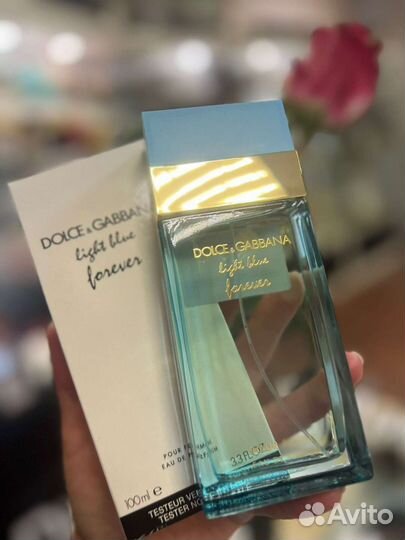 DOLCE & GABBANA
light blue
forever
POUR FEMME
EAU DE PARFUM
100ml e
TESTEUR
TESTER
DOLCE & GABBANA
light blue
forever
3.3 FL.OZ
Avito